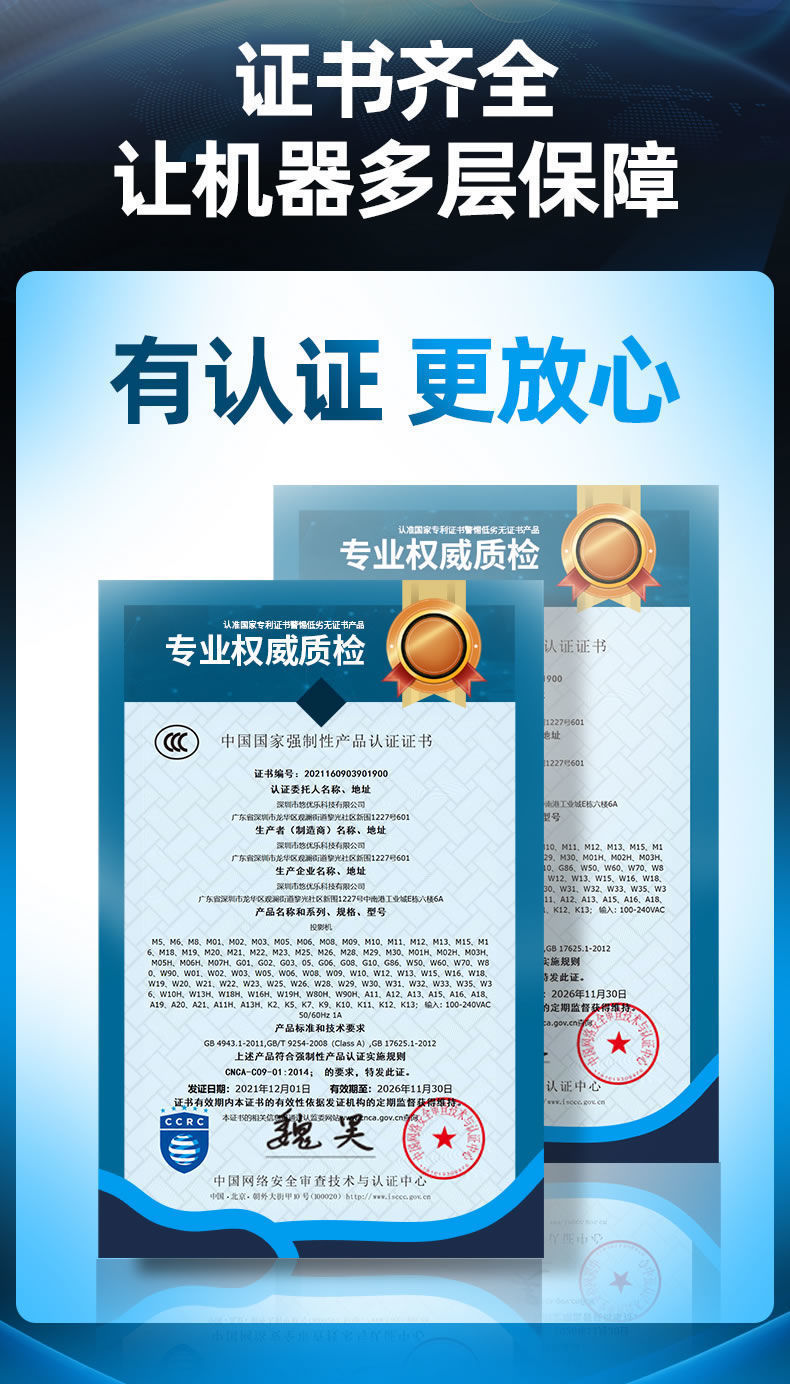 证书齐全
让机器多层保障
有认证 更放心
认准国家专利证书警惕低劣无证书产品
专业权威质检
认证证书
1900
1227号601
地址
1227号601
中南港工业城E栋六楼6A
型号
10, M11, M12, M13, M15, M1
29, M30, M01H, M02H, M03H,
0, G86, W50, W60, W70, W8
W12, W13, W15, W16, W18,
30, W31, W32, W33, W35, W3
11, A12, A13, A15, A16, A18,
K12, K13; 输入: 100-240VAC
,GB 17625.1-2012
实施规则
特发此证。
2026年11月30日
的定期监督获得维持。
ca.gov.cn查询
认证中心
www.isccc.gov.cn
认准国家专利证书警惕低劣无证书产品
专业权威质检
CCC
中国国家强制性产品认证证书
证书编号: 2021160903901900
认证委托人名称、地址
深圳市悠优乐科技有限公司
广东省深圳市龙华区观澜街道黎光社区新围1227号601
生产者（制造商）名称、地址
深圳市悠优乐科技有限公司
广东省深圳市龙华区观澜街道黎光社区新围1227号601
生产企业名称、地址
深圳市悠优乐科技有限公司
广东省深圳市龙华区观澜街道黎光社区新围1227号中南港工业城E栋六楼6A
产品名称和系列、规格、型号
投影机
M5, M6, M8, M01, M02, M03, M05, M06, M08, M09, M10, M11, M12, M13, M15, M1
6, M18, M19, M20, M21, M22, M23, M25, M26, M28, M29, M30, M01H, M02H, M03H,
M05H, M06H, M07H, G01, G02, G03, 05, G06, G08, G10, G86, W50, W60, W70, W8
0, W90, W01, W02, W03, W05, W06, W08, W09, W10, W12, W13, W15, W16, W18,
W19, W20, W21, W22, W23, W25, W26, W28, W29, W30, W31, W32, W33, W35, W3
6, W10H, W13H, W18H, W16H, W19H, W80H, W90H, A11, A12, A13, A15, A16, A18,
A19, A20, A21, A11H, A13H, K2, K5, K7, K9, K10, K11, K12, K13; 输入: 100-240VAC
50/60Hz 1A
产品标准和技术要求
GB 4943.1-2011,GB/T 9254-2008 (Class A) ,GB 17625.1-2012
上述产品符合强制性产品认证实施规则
CNCA-C09-01:2014; 的要求，特发此证。
发证日期: 2021年12月01日 有效期至: 2026年11月30日
证书有效期内本证书的有效性依据发证机构的定期监督获得维持。
本证书的相关信息 认监委网站www.cnca.gov.cn查询
CCRC
中国网络安全审查技术与认证中心
中国·北京·朝外大街甲10号(100020) http://www.isccc.gov.cn